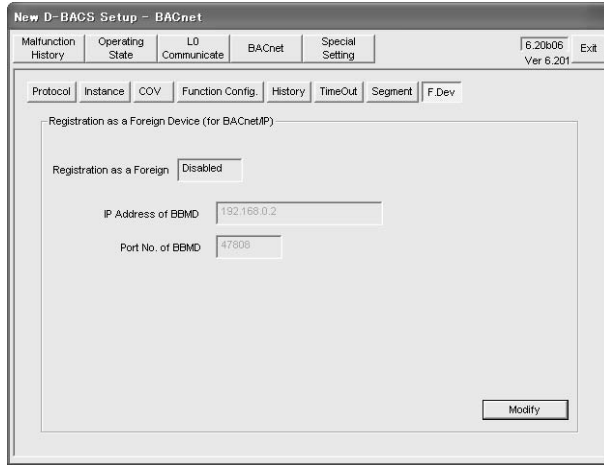 New D-BACS Setup - BACnet
Malfunction History
Operating State
L0 Communicate
BACnet
Special Setting
6.20b06
Ver 6.201
Exit
Protocol
Instance
COV
Function Config.
History
TimeOut
Segment
F.Dev
Registration as a Foreign Device (for BACnet/IP)
Registration as a Foreign
Disabled
IP Address of BBMD
192.168.0.2
Port No. of BBMD
47808
Modify